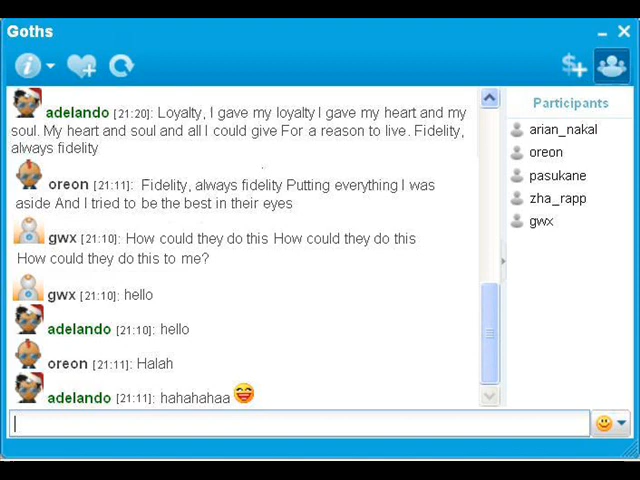 Goths
Participants
adelando [21:20]: Loyalty, I gave my loyalty I gave my heart and my
soul. My heart and soul and all I could give For a reason to live. Fidelity,
always fidelity
oreon [21:11]: Fidelity, always fidelity Putting everything I was
aside And I tried to be the best in their eyes
gwx [21:10]: How could they do this How could they do this
How could they do this to me?
gwx [21:10]: hello
adelando [21:10]: hello
oreon [21:11]: Halah
adelando [21:11]: hahahahaa
arian_nakal
oreon
pasukane
zha_rapp
gwx